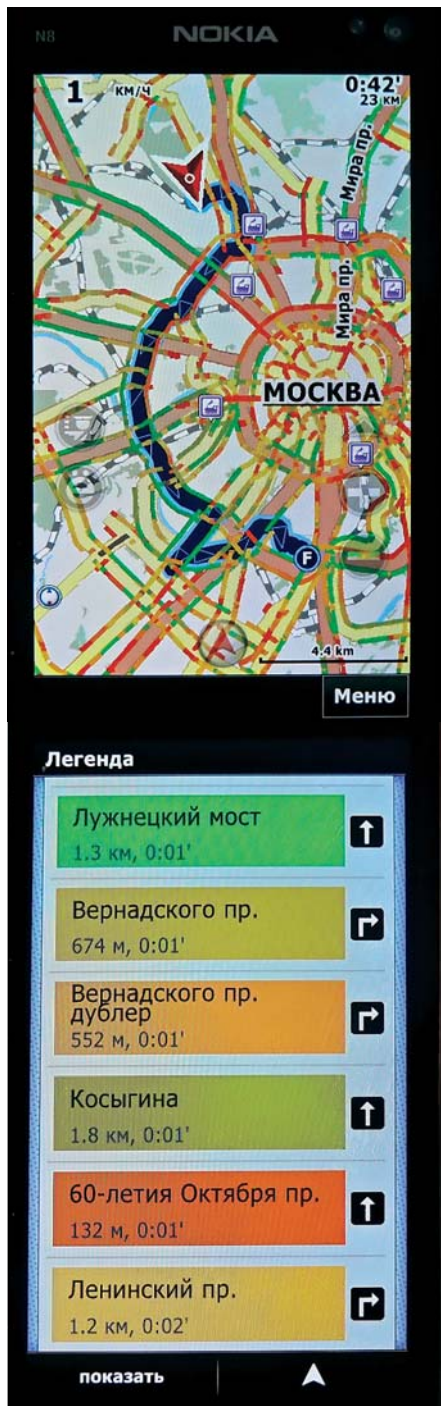 N8
NOKIA
1 км/ч
0:42'
23 км
Мира пр.
Мира пр.
МОСКВА
F
4.4 km
Меню
Легенда
Лужнецкий мост
1.3 км, 0:01'
Вернадского пр.
674 м, 0:01'
Вернадского пр.
дублер
552 м, 0:01'
Косыгина
1.8 км, 0:01'
60-летия Октября пр.
132 м, 0:01'
Ленинский пр.
1.2 км, 0:02'
показать